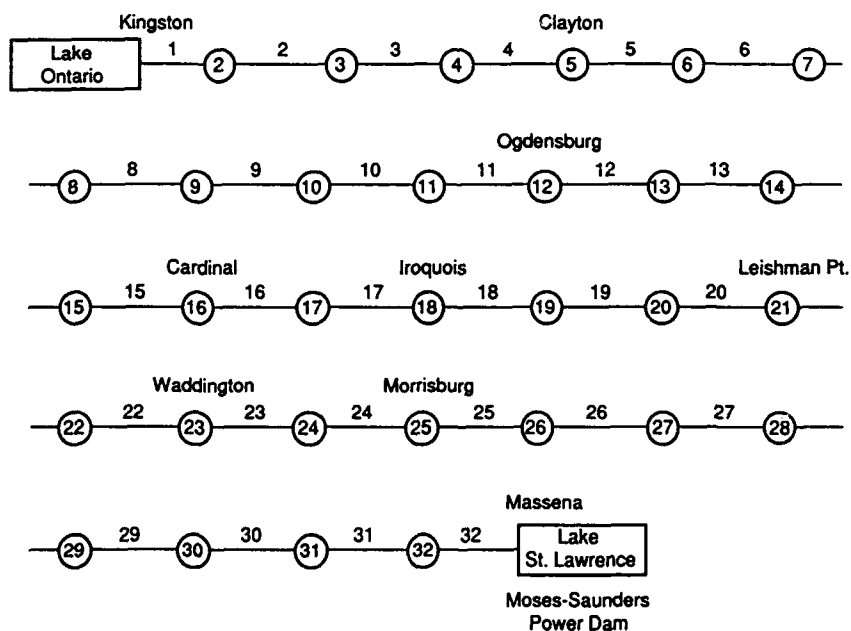 Kingston Clayton
Lake Ontario 1 2 2 3 3 4 4 5 5 6 6 7
Ogdensburg
8 8 9 9 10 10 11 11 12 12 13 13 14
Cardinal Iroquois Leishman Pt.
15 15 16 16 17 17 18 18 19 19 20 20 21
Waddington Morrisburg
22 22 23 23 24 24 25 25 26 26 27 27 28
Massena
29 29 30 30 31 31 32 32 Lake St. Lawrence
Moses-Saunders
Power Dam